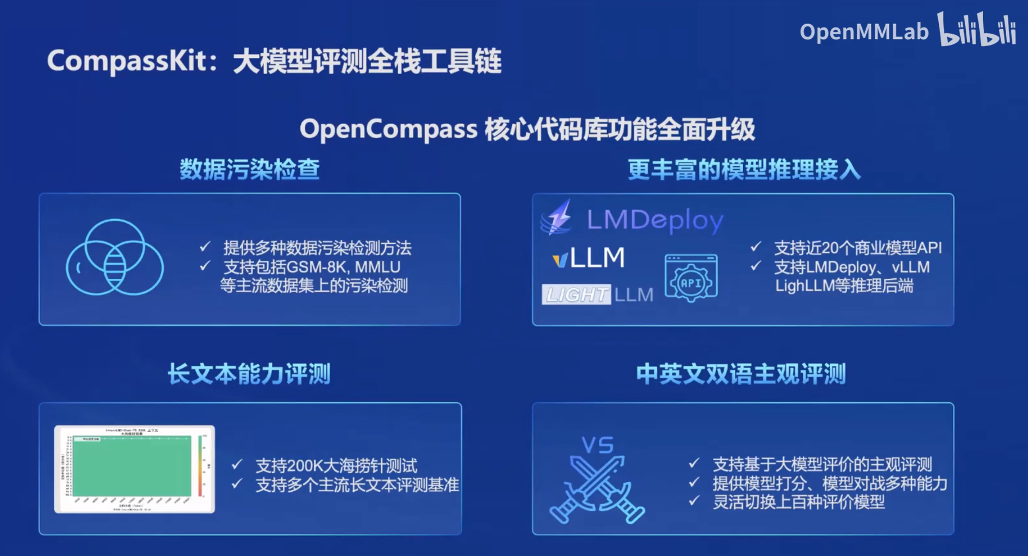 OpenMMLab bilibili
CompassKit：大模型评测全栈工具链
OpenCompass 核心代码库功能全面升级
数据污染检查
✓ 提供多种数据污染检测方法
✓ 支持包括GSM-8K, MMLU
等主流数据集上的污染检测
更丰富的模型推理接入
LMDeploy
vLLM
LIGHT LLM
API
✓ 支持近20个商业模型API
✓ 支持LMDeploy、vLLM
LighLLM等推理后端
长文本能力评测
✓ 支持200K大海捞针测试
✓ 支持多个主流长文本评测基准
中英文双语主观评测
VS
✓ 支持基于大模型评价的主观评测
✓ 提供模型打分、模型对战多种能力
✓ 灵活切换上百种评价模型